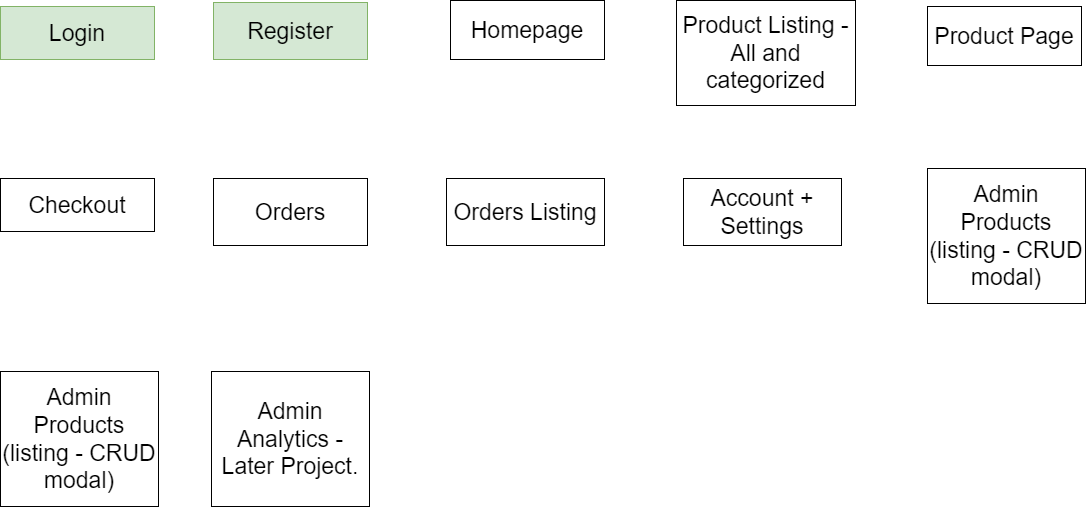 Login
Register
Homepage
Product Listing -
All and
categorized
Product Page
Checkout
Orders
Orders Listing
Account +
Settings
Admin
Products
(listing - CRUD
modal)
Admin
Products
(listing - CRUD
modal)
Admin
Analytics -
Later Project.